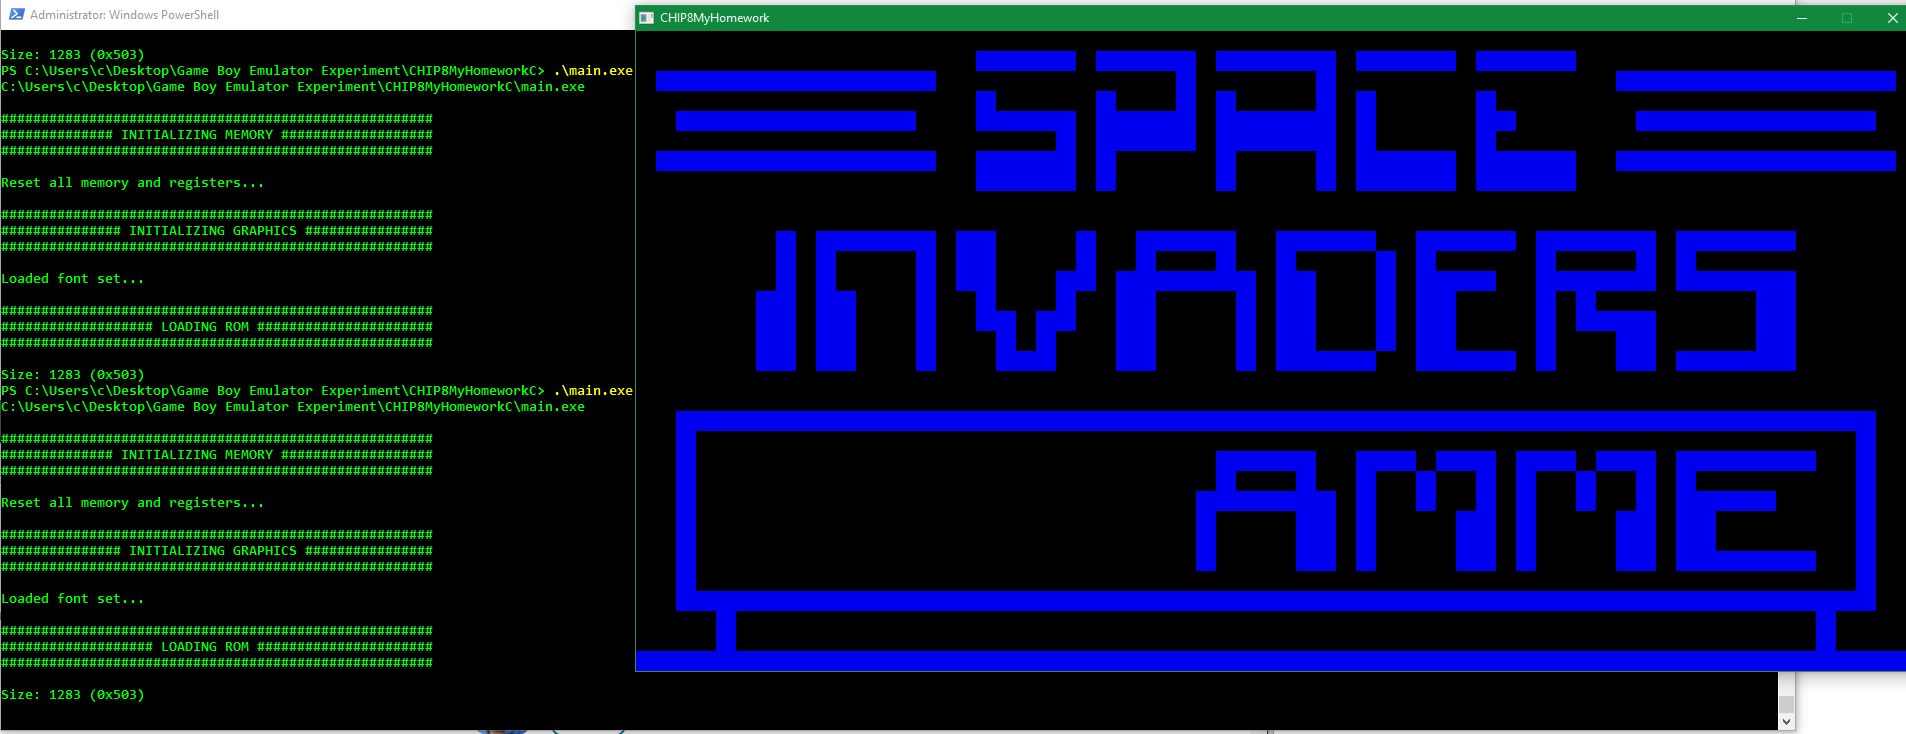 Administrator: Windows PowerShell
Size: 1283 (0x503)
PS C:\Users\c\Desktop\Game Boy Emulator Experiment\CHIP8MyHomeworkC> .\main.exe
C:\Users\c\Desktop\Game Boy Emulator Experiment\CHIP8MyHomeworkC\main.exe
######################################################
############## INITIALIZING MEMORY ###################
######################################################
Reset all memory and registers...
######################################################
############### INITIALIZING GRAPHICS ################
######################################################
Loaded font set...
######################################################
################### LOADING ROM ######################
######################################################
Size: 1283 (0x503)
PS C:\Users\c\Desktop\Game Boy Emulator Experiment\CHIP8MyHomeworkC> .\main.exe
C:\Users\c\Desktop\Game Boy Emulator Experiment\CHIP8MyHomeworkC\main.exe
######################################################
############## INITIALIZING MEMORY ###################
######################################################
Reset all memory and registers...
######################################################
############### INITIALIZING GRAPHICS ################
######################################################
Loaded font set...
######################################################
################### LOADING ROM ######################
######################################################
Size: 1283 (0x503)
CHIP8MyHomework
SPACE
INVADERS
AMME